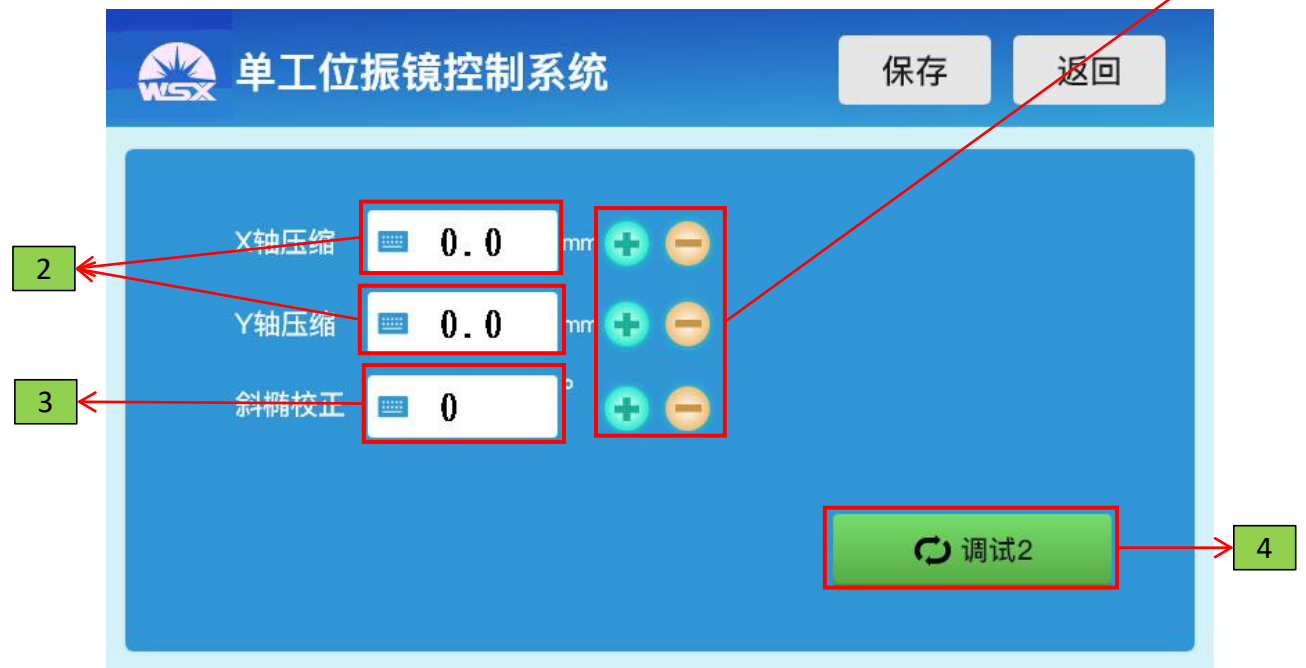 WSX 单工位振镜控制系统 保存 返回
X轴压缩 0.0 mm
2
Y轴压缩 0.0 mm
3 斜椭校正 0 °
调试2 4